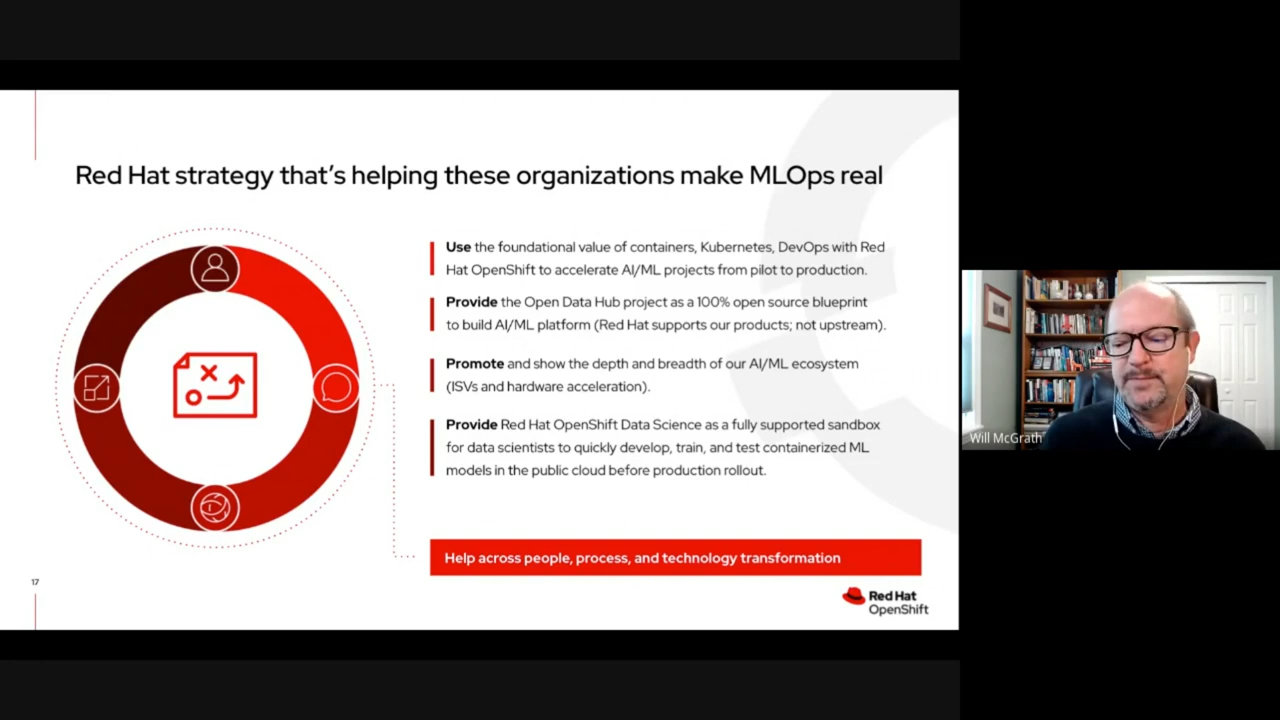 Red Hat strategy that's helping these organizations make MLOps real
Use the foundational value of containers, Kubernetes, DevOps with Red
Hat OpenShift to accelerate AI/ML projects from pilot to production.
Provide the Open Data Hub project as a 100% open source blueprint
to build AI/ML platform (Red Hat supports our products; not upstream).
Promote and show the depth and breadth of our AI/ML ecosystem
(ISVs and hardware acceleration).
Provide Red Hat OpenShift Data Science as a fully supported sandbox
for data scientists to quickly develop, train, and test containerized ML
models in the public cloud before production rollout.
Help across people, process, and technology transformation
17
Red Hat
OpenShift
Will McGrath